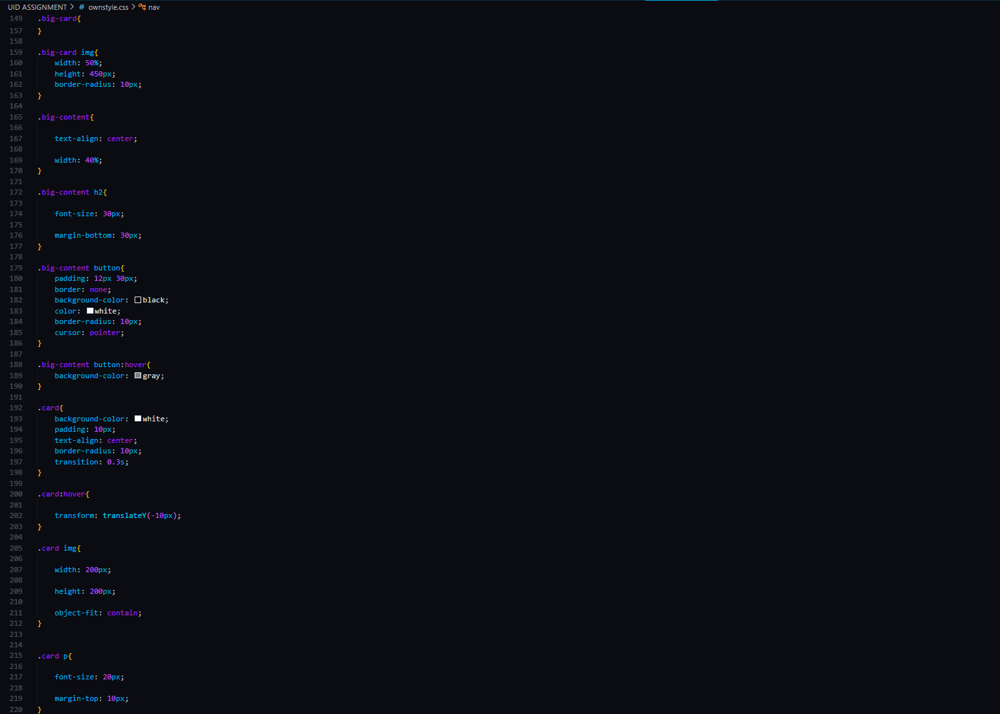 UID ASSIGNMENT > # ownstyle.css > nav
149 .big-card{
157 }
158
159 .big-card img{
160 width: 50%;
161 height: 450px;
162 border-radius: 10px;
163 }
164
165 .big-content{
166
167 text-align: center;
168
169 width: 40%;
170 }
171
172 .big-content h2{
173
174 font-size: 30px;
175
176 margin-bottom: 30px;
177 }
178
179 .big-content button{
180 padding: 12px 30px;
181 border: none;
182 background-color: black;
183 color: white;
184 border-radius: 10px;
185 cursor: pointer;
186 }
187
188 .big-content button:hover{
189 background-color: gray;
190 }
191
192 .card{
193 background-color: white;
194 padding: 10px;
195 text-align: center;
196 border-radius: 10px;
197 transition: 0.3s;
198 }
199
200 .card:hover{
201
202 transform: translateY(-10px);
203 }
204
205 .card img{
206
207 width: 200px;
208
209 height: 200px;
210
211 object-fit: contain;
212 }
213
214
215 .card p{
216
217 font-size: 20px;
218
219 margin-top: 10px;
220 }